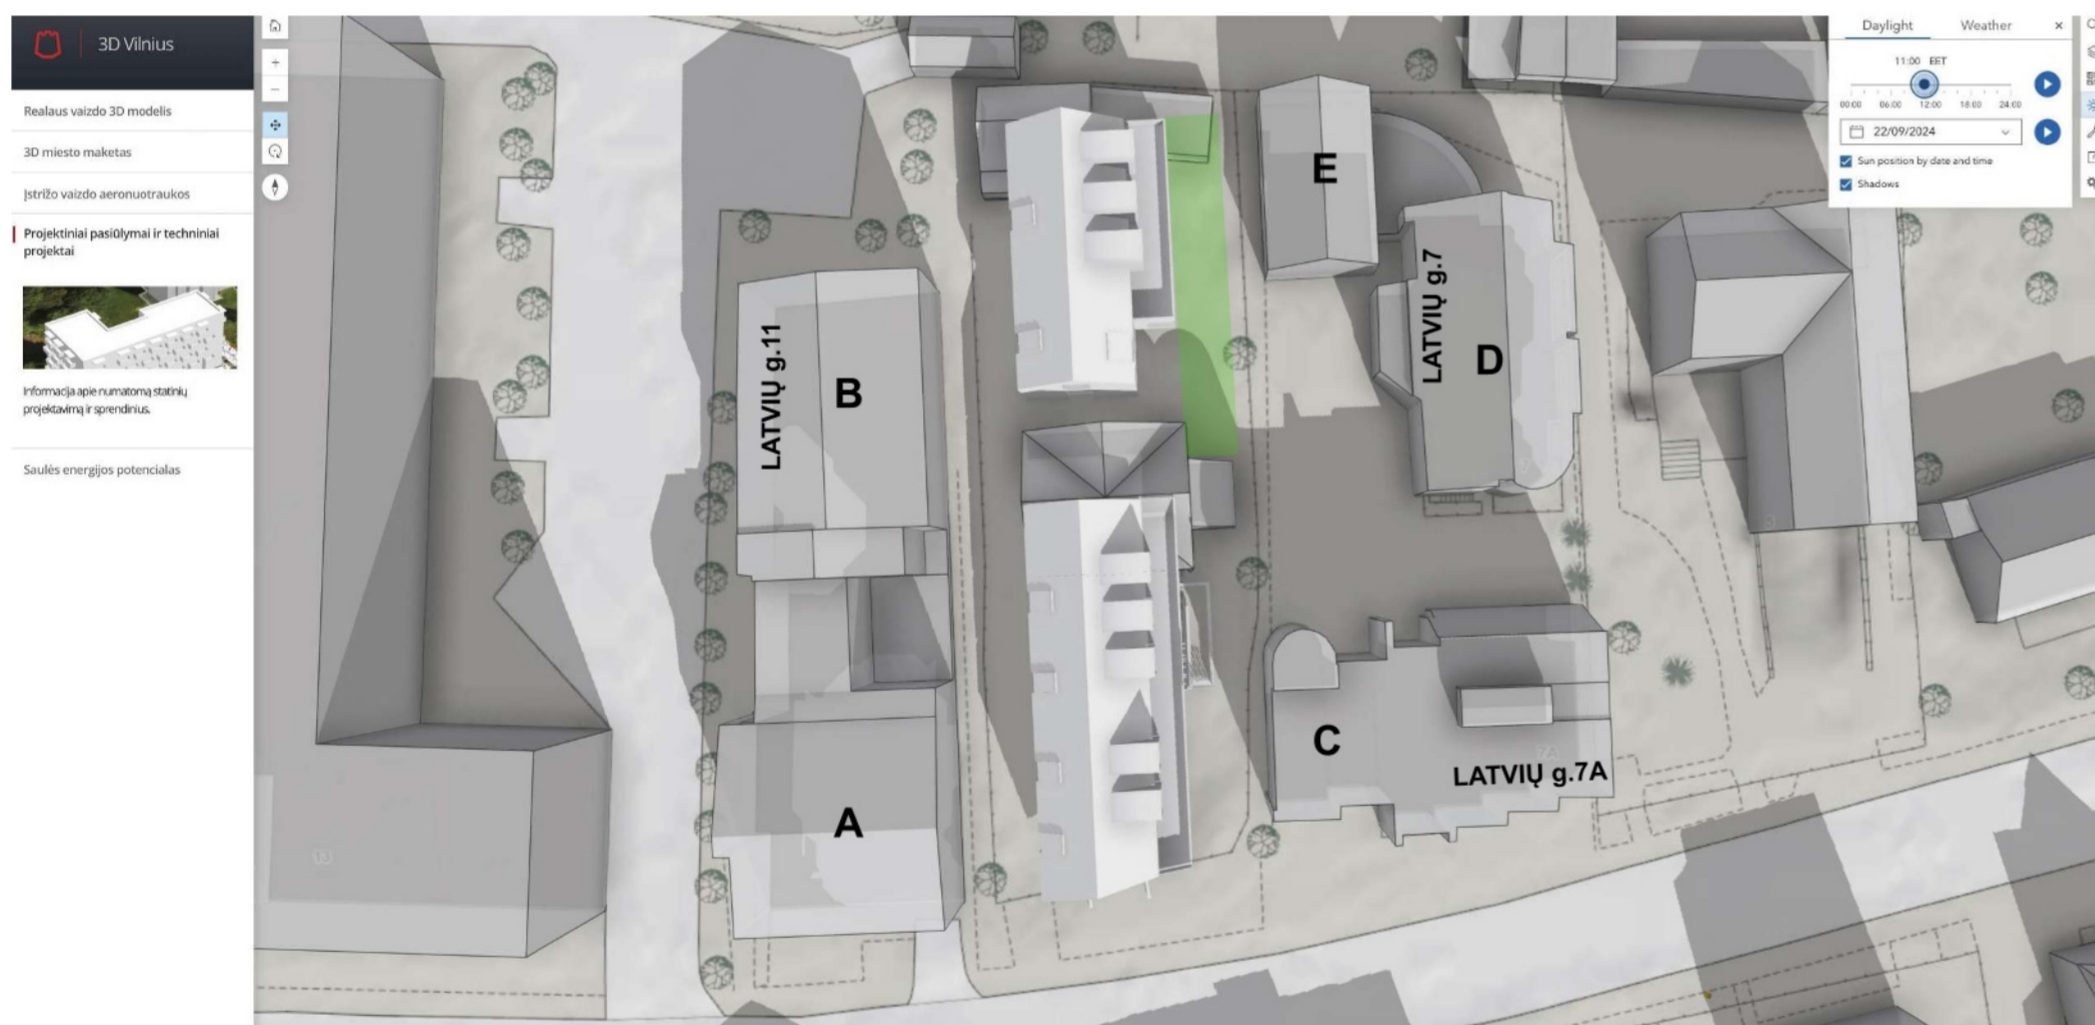 3D Vilnius
Realaus vaizdo 3D modelis
3D miesto maketas
Įstrižo vaizdo aeronuotraukos
Projektiniai pasiūlymai ir techniniai
projektai
Informacija apie numatomą statinių
projektavimą ir sprendinius.
Saulės energijos potencialas
Daylight Weather
11:00 EET
00:00 06:00 12:00 18:00 24:00
22/09/2024
Sun position by date and time
Shadows
E
LATVIŲ g.7
D
LATVIŲ g.11
B
C
LATVIŲ g.7A
7A
A
13